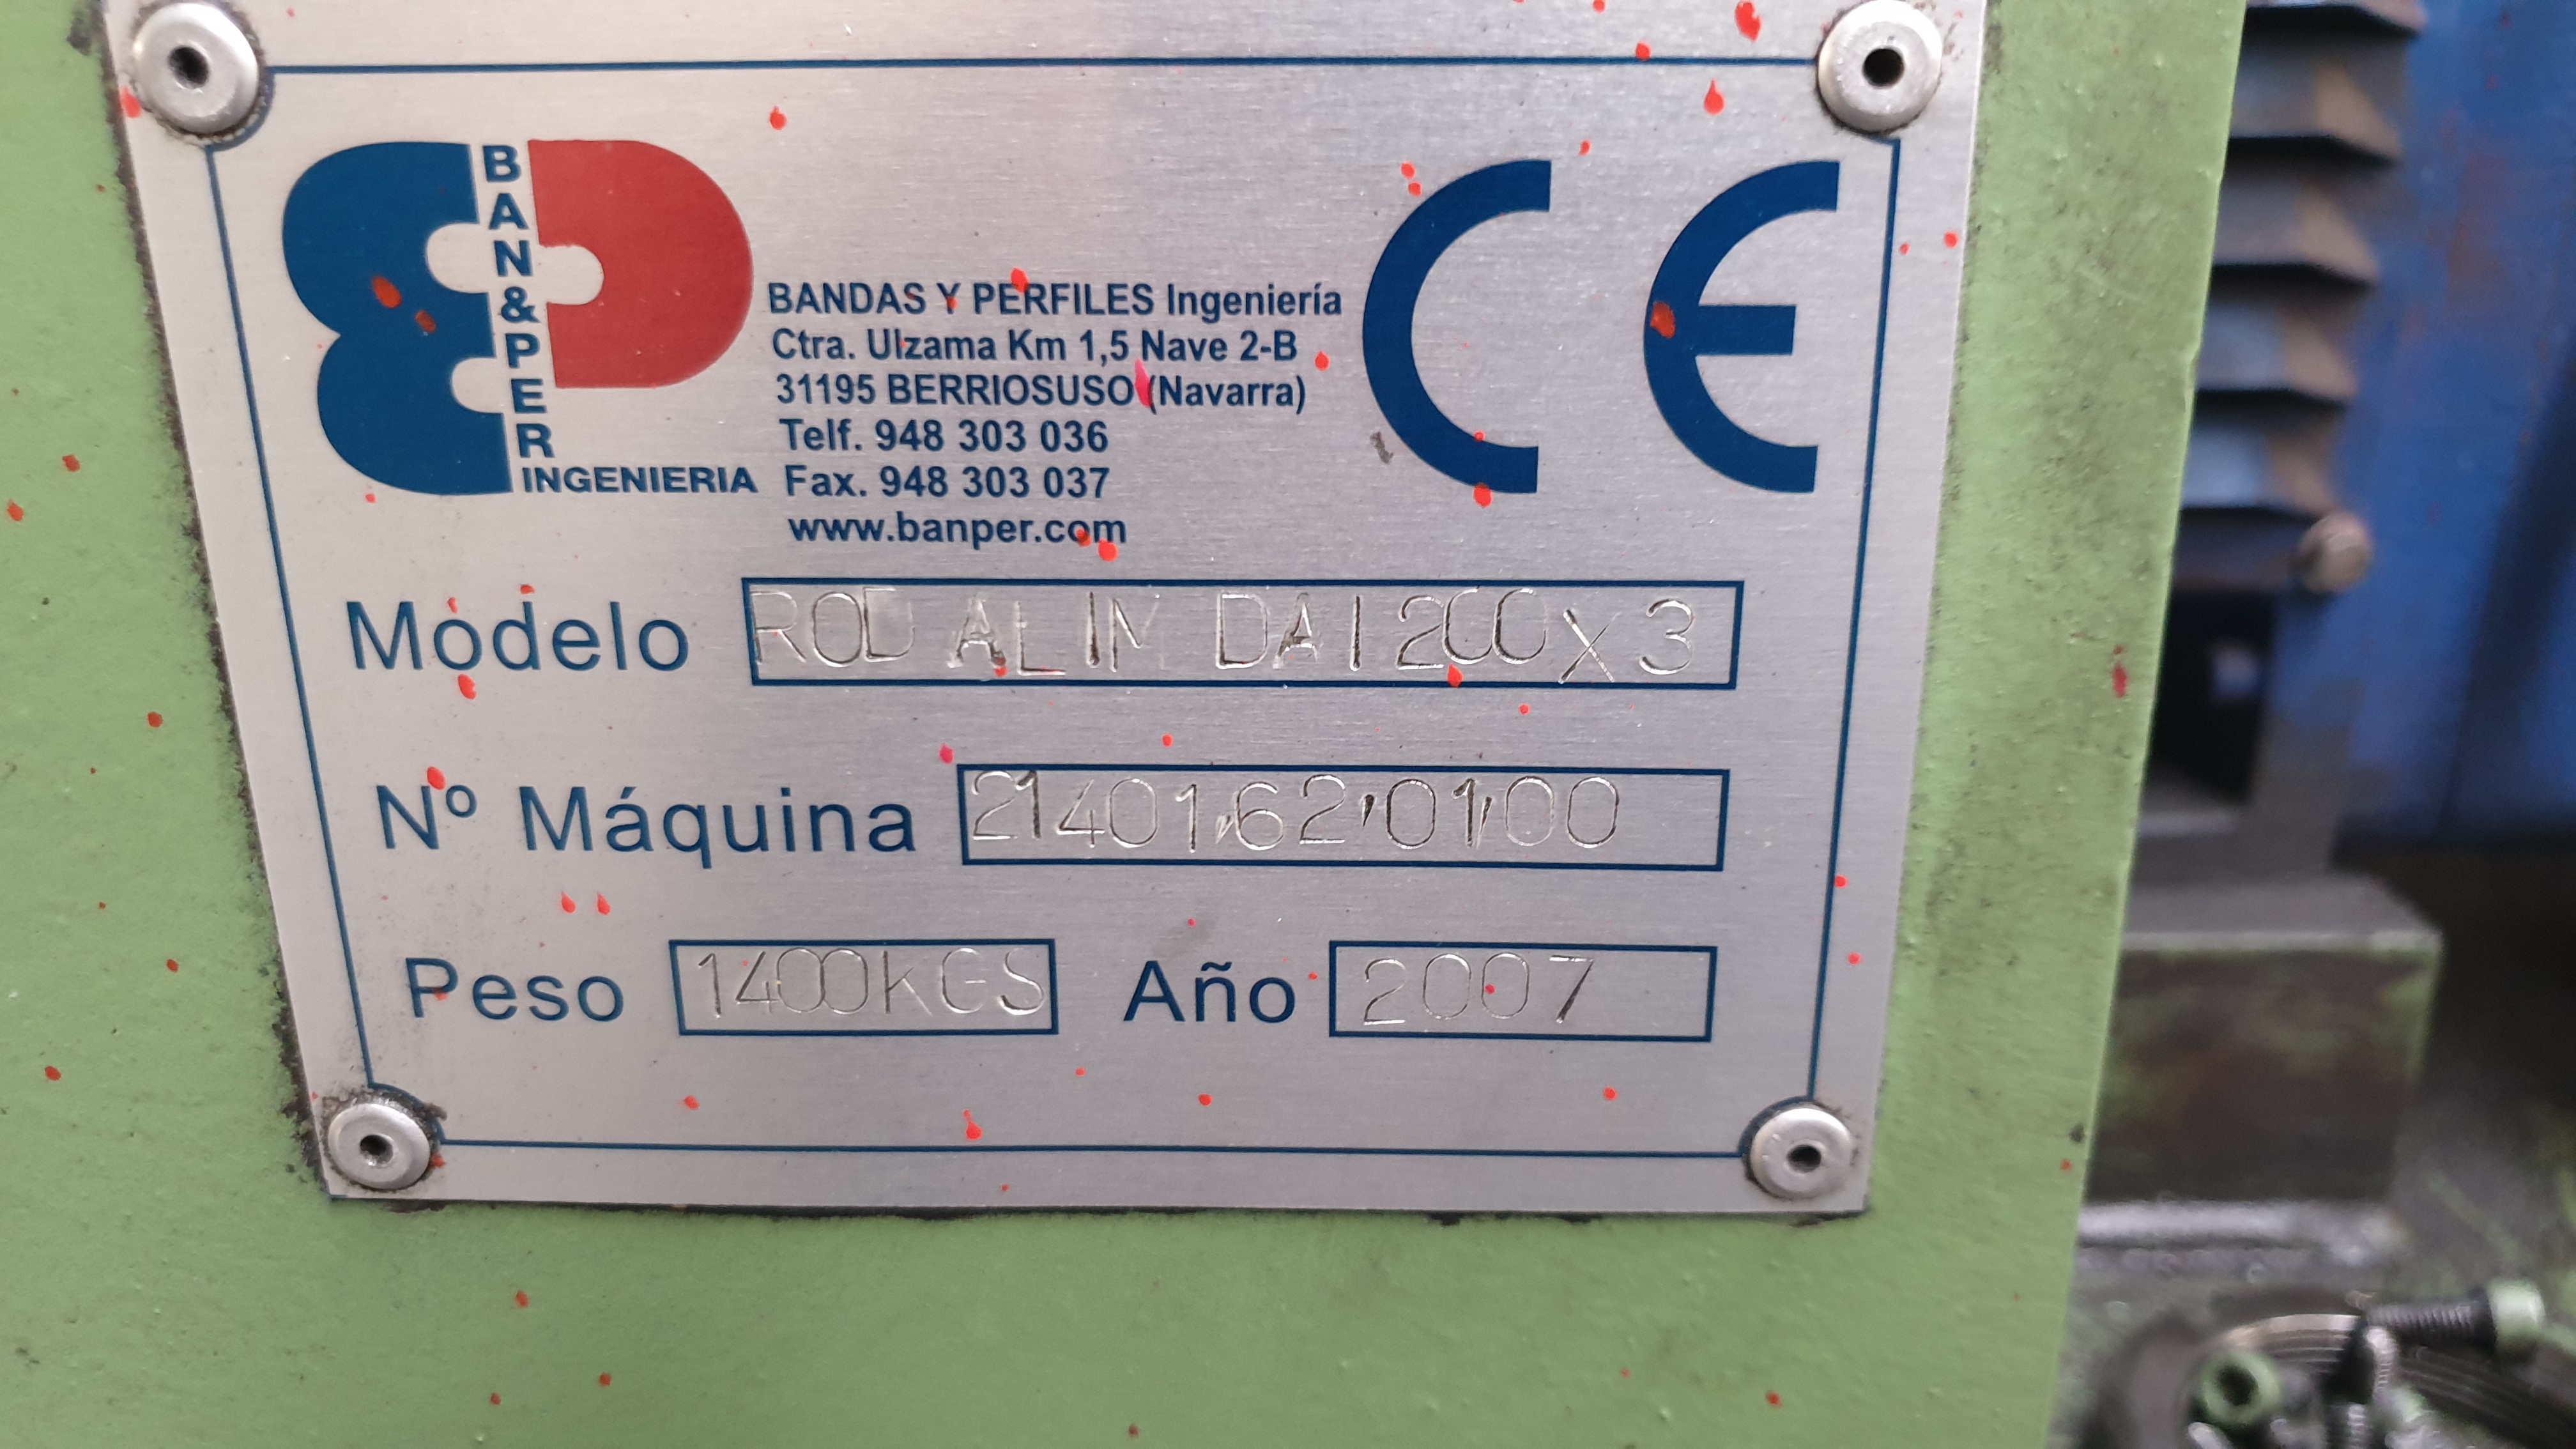 BAN&PER
INGENIERIA
BANDAS Y PERFILES Ingeniería
Ctra. Ulzama Km 1,5 Nave 2-B
31195 BERRIOSUSO (Navarra)
Telf. 948 303 036
Fax. 948 303 037
www.banper.com
CE
Modelo ROD ALIM DA1200X3
Nº Máquina 21401,62,01,00
Peso 1400KGS Año 2007